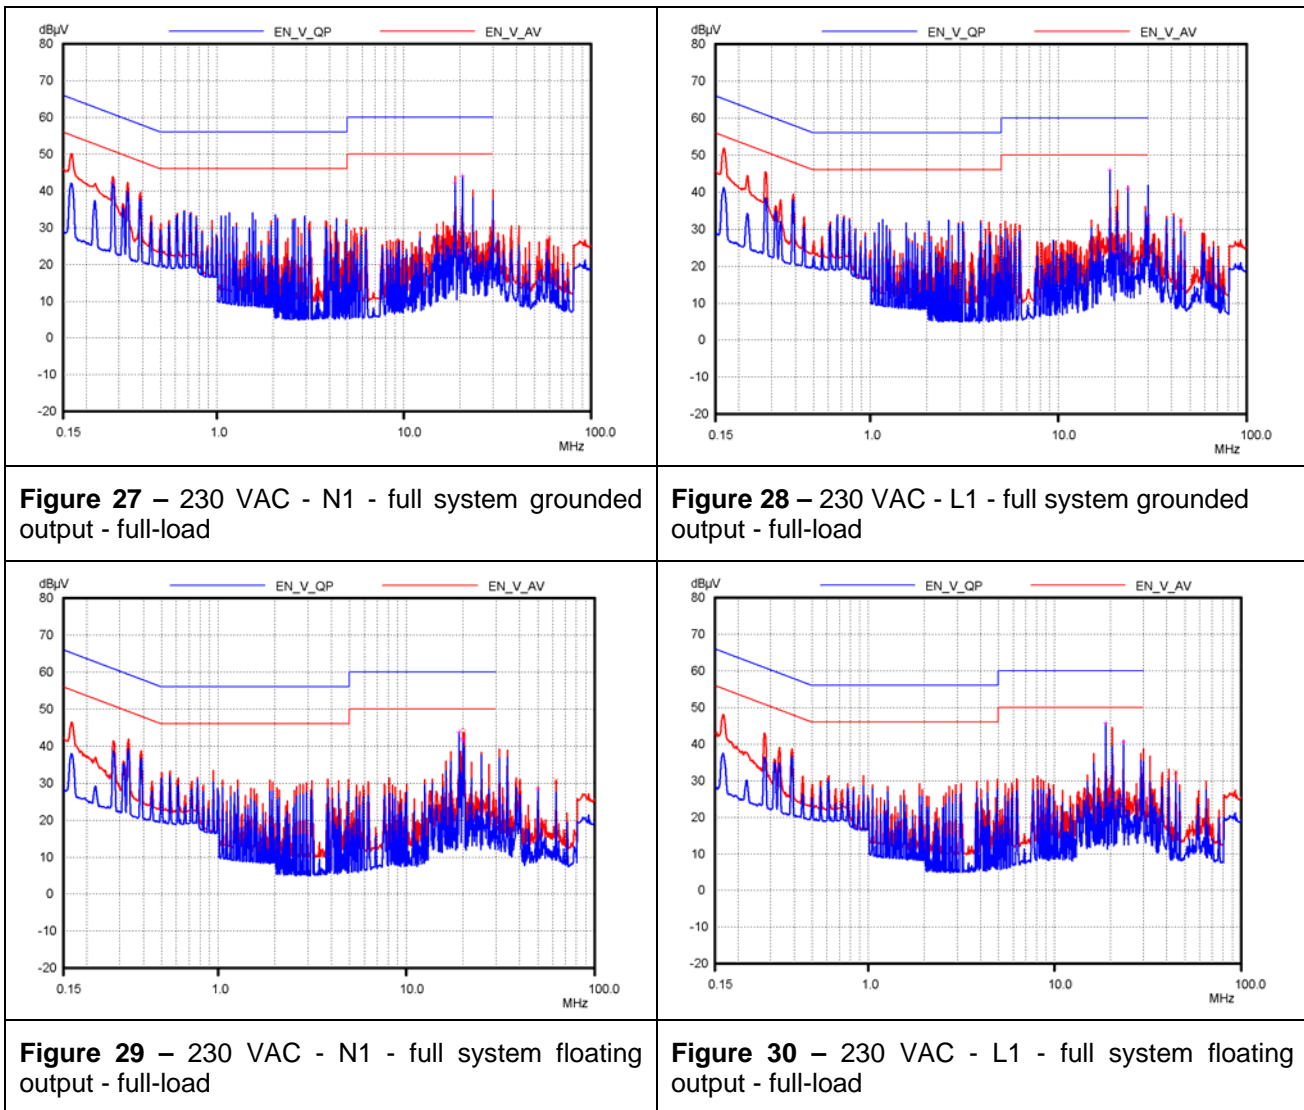 dBµV
EN_V_QP
EN_V_AV
80
70
60
50
40
30
20
10
0
-10
-20
0.15
1.0
10.0
100.0
MHz
dBµV
EN_V_QP
EN_V_AV
80
70
60
50
40
30
20
10
0
-10
-20
0.15
1.0
10.0
100.0
MHz
Figure 27 – 230 VAC - N1 - full system grounded
output - full-load
Figure 28 – 230 VAC - L1 - full system grounded
output - full-load
dBµV
EN_V_QP
EN_V_AV
80
70
60
50
40
30
20
10
0
-10
-20
0.15
1.0
10.0
100.0
MHz
dBµV
EN_V_QP
EN_V_AV
80
70
60
50
40
30
20
10
0
-10
-20
0.15
1.0
10.0
100.0
MHz
Figure 29 – 230 VAC - N1 - full system floating
output - full-load
Figure 30 – 230 VAC - L1 - full system floating
output - full-load